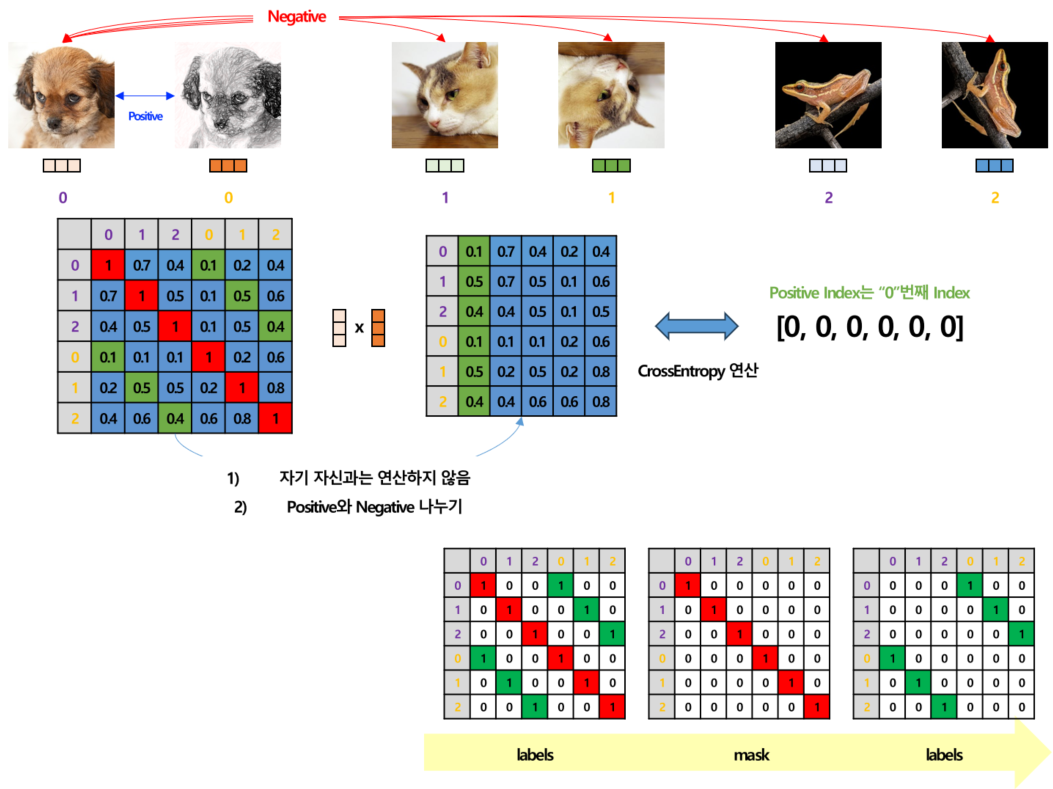 Negative
Positive
0 0 1 1 2 2
0 1 2 0 1 2
0 1 0.7 0.4 0.1 0.2 0.4
1 0.7 1 0.5 0.1 0.5 0.6
2 0.4 0.5 1 0.1 0.5 0.4
0 0.1 0.1 0.1 1 0.2 0.6
1 0.2 0.5 0.5 0.2 1 0.8
2 0.4 0.6 0.4 0.6 0.8 1
x
0 0.1 0.7 0.4 0.2 0.4
1 0.5 0.7 0.5 0.1 0.6
2 0.4 0.4 0.5 0.1 0.5
0 0.1 0.1 0.1 0.2 0.6
1 0.5 0.2 0.5 0.2 0.8
2 0.4 0.4 0.6 0.6 0.8
Positive Index는 “0”번째 Index
[0, 0, 0, 0, 0, 0]
CrossEntropy 연산
1) 자기 자신과는 연산하지 않음
2) Positive와 Negative 나누기
0 1 2 0 1 2
0 1 0 0 1 0 0
1 0 1 0 0 1 0
2 0 0 1 0 0 1
0 1 0 0 1 0 0
1 0 1 0 0 1 0
2 0 0 1 0 0 1
0 1 2 0 1 2
0 1 0 0 0 0 0
1 0 1 0 0 0 0
2 0 0 1 0 0 0
0 0 0 0 1 0 0
1 0 0 0 0 1 0
2 0 0 0 0 0 1
0 1 2 0 1 2
0 0 0 0 1 0 0
1 0 0 0 0 1 0
2 0 0 0 0 0 1
0 1 0 0 0 0 0
1 0 1 0 0 0 0
2 0 0 1 0 0 0
labels
mask
labels